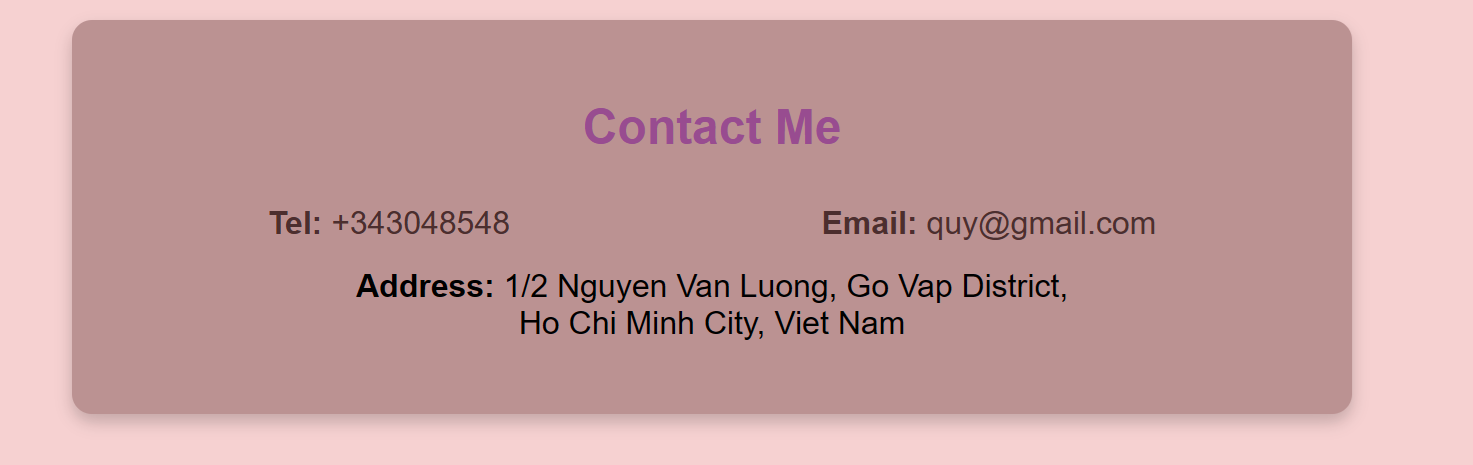 Contact Me
Tel: +343048548 Email: quy@gmail.com
Address: 1/2 Nguyen Van Luong, Go Vap District,
Ho Chi Minh City, Viet Nam